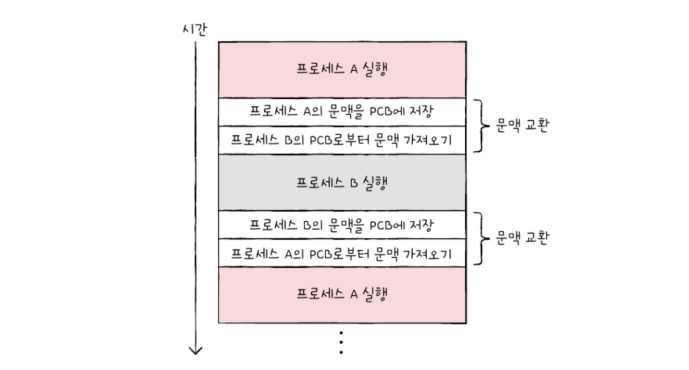 시간
프로세스 A 실행
프로세스 A의 문맥을 PCB에 저장
프로세스 B의 PCB로부터 문맥 가져오기
문맥 교환
프로세스 B 실행
프로세스 B의 문맥을 PCB에 저장
프로세스 A의 PCB로부터 문맥 가져오기
문맥 교환
프로세스 A 실행